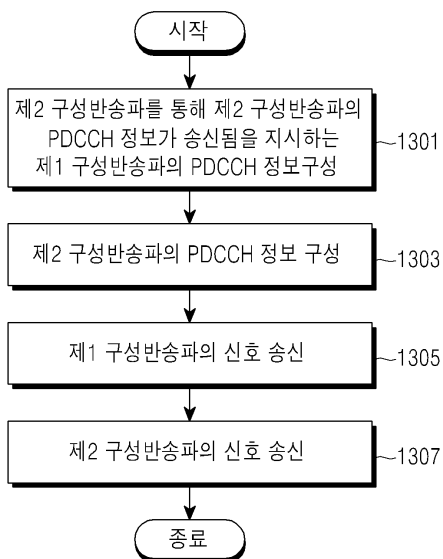 시작
제2 구성반송파를 통해 제2 구성반송파의
PDCCH 정보가 송신됨을 지시하는
제1 구성반송파의 PDCCH 정보구성
1301
제2 구성반송파의 PDCCH 정보 구성
1303
제1 구성반송파의 신호 송신
1305
제2 구성반송파의 신호 송신
1307
종료